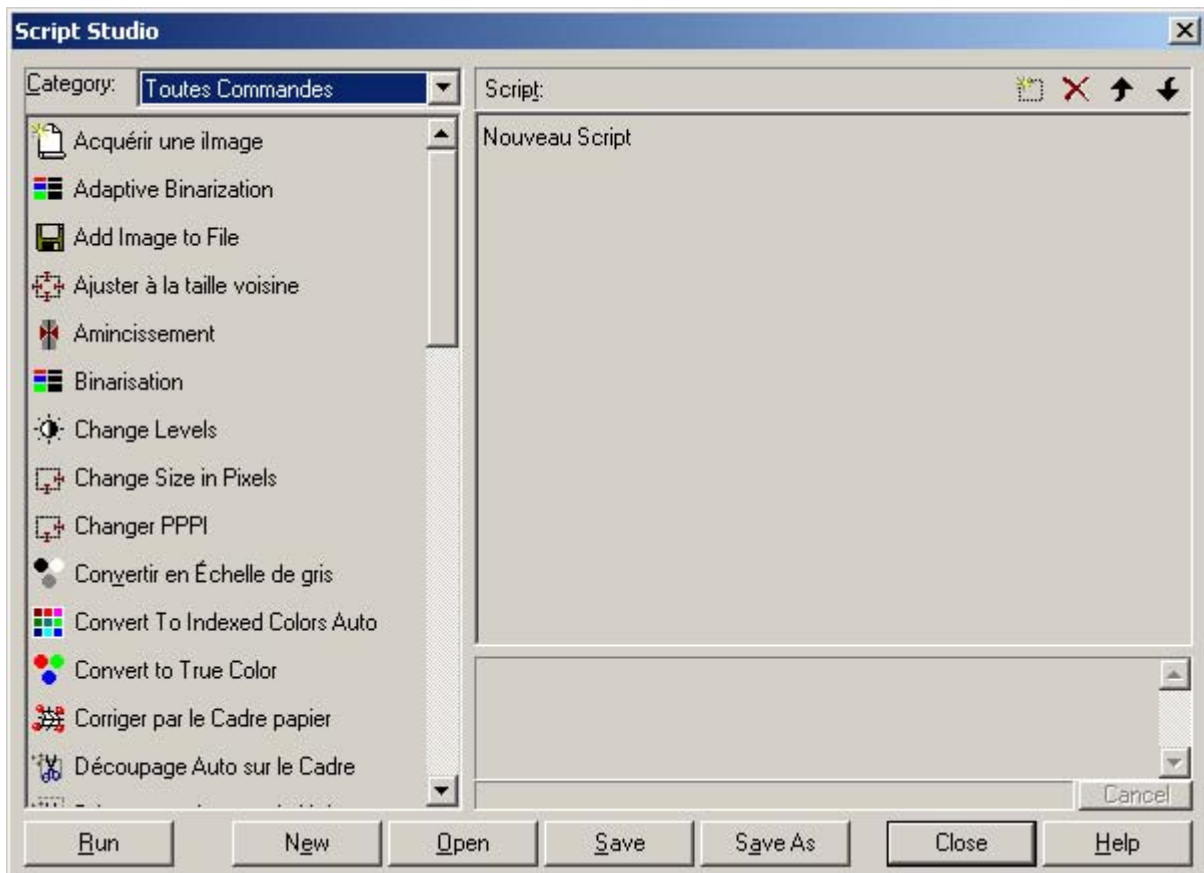 Script Studio
Category: Toutes Commandes
Script:
Acquérir une iImage
Adaptive Binarization
Add Image to File
Ajuster à la taille voisine
Amincissement
Binarisation
Change Levels
Change Size in Pixels
Changer PPPI
Convertir en Échelle de gris
Convert To Indexed Colors Auto
Convert to True Color
Corriger par le Cadre papier
Découpage Auto sur le Cadre
Nouveau Script
Cancel
Run New Open Save Save As Close Help